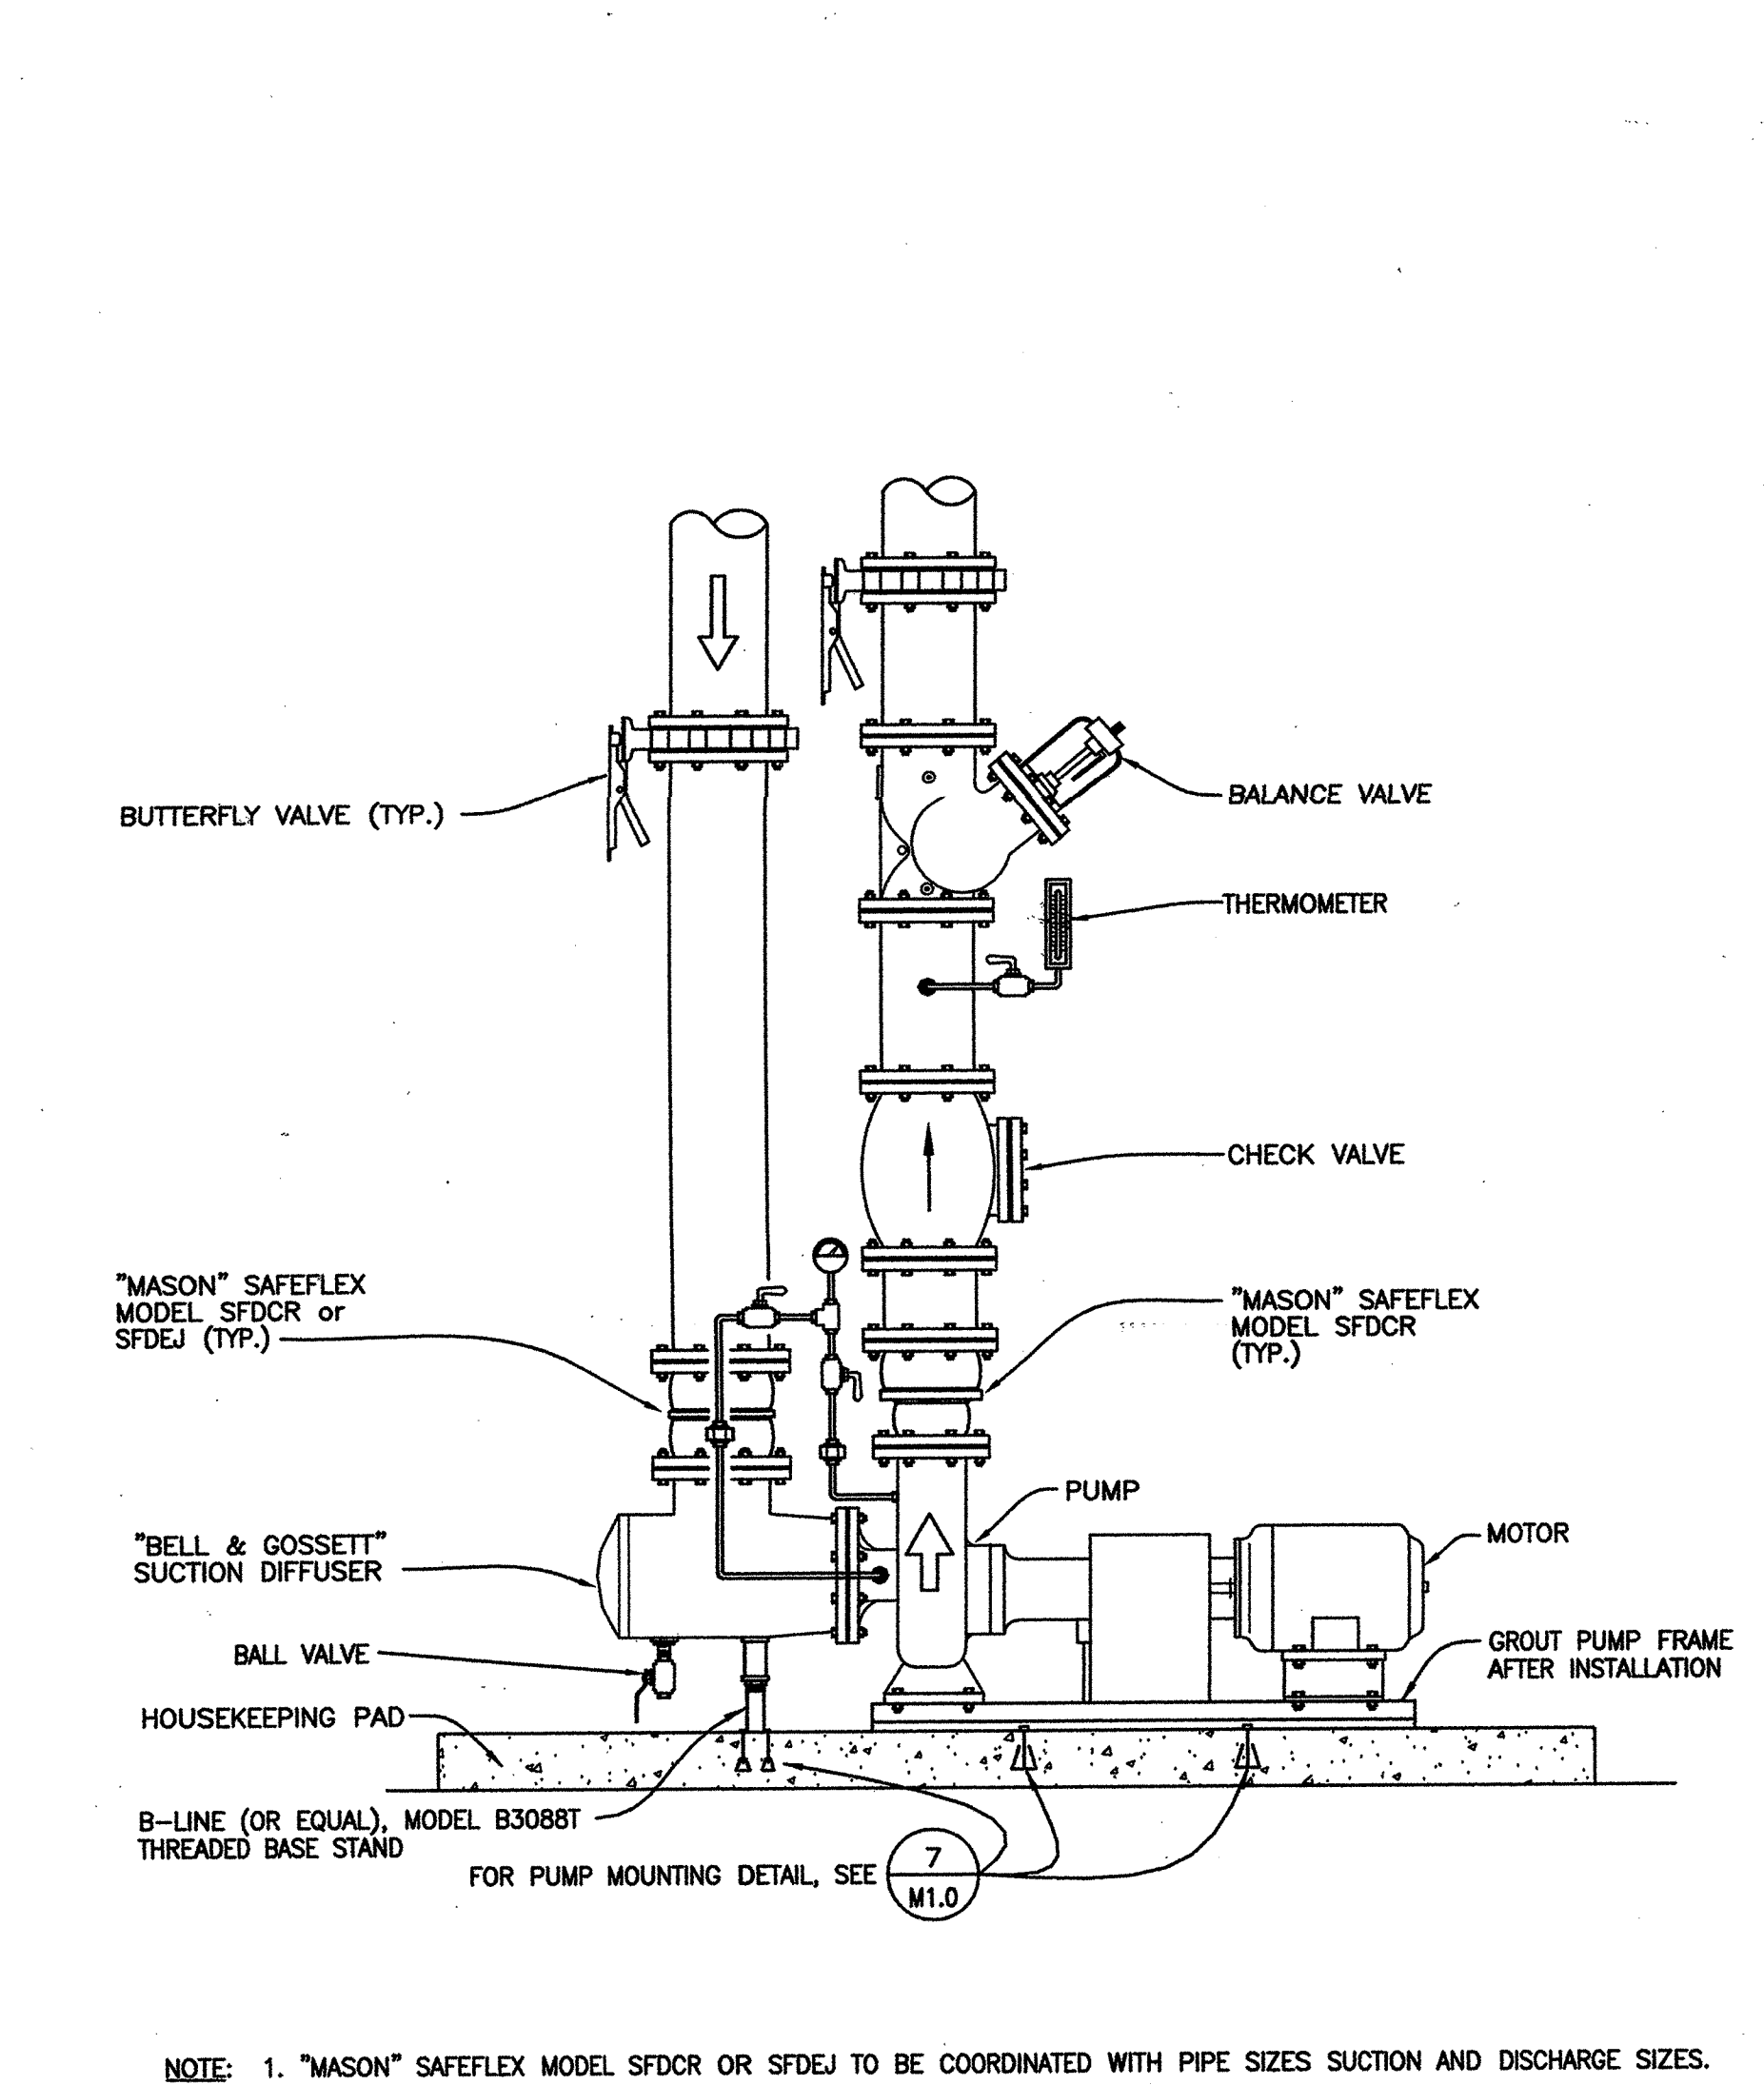 BUTTERFLY VALVE (TYP.)
BALANCE VALVE
THERMOMETER
CHECK VALVE
"MASON" SAFEFLEX
MODEL SFDCR or
SFDEJ (TYP.)
"MASON" SAFEFLEX
MODEL SFDCR
(TYP.)
PUMP
MOTOR
"BELL & GOSSETT"
SUCTION DIFFUSER
BALL VALVE
GROUT PUMP FRAME
AFTER INSTALLATION
HOUSEKEEPING PAD
B-LINE (OR EQUAL), MODEL B3088T
THREADED BASE STAND
FOR PUMP MOUNTING DETAIL, SEE
7
M1.0
NOTE: 1. "MASON" SAFEFLEX MODEL SFDCR OR SFDEJ TO BE COORDINATED WITH PIPE SIZES SUCTION AND DISCHARGE SIZES.